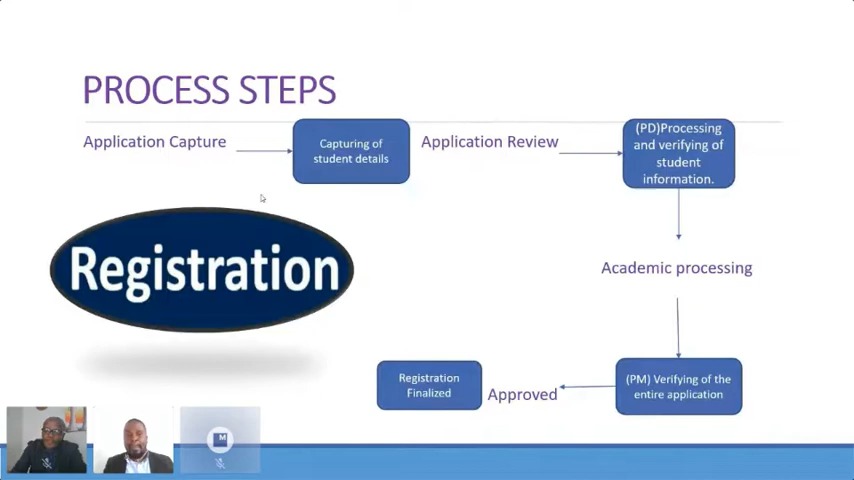 PROCESS STEPS
Application Capture
Capturing of
student details
Application Review
(PD)Processing
and verifying of
student
information.
Registration
Academic processing
(PM) Verifying of the
entire application
Approved
Registration
Finalized
M